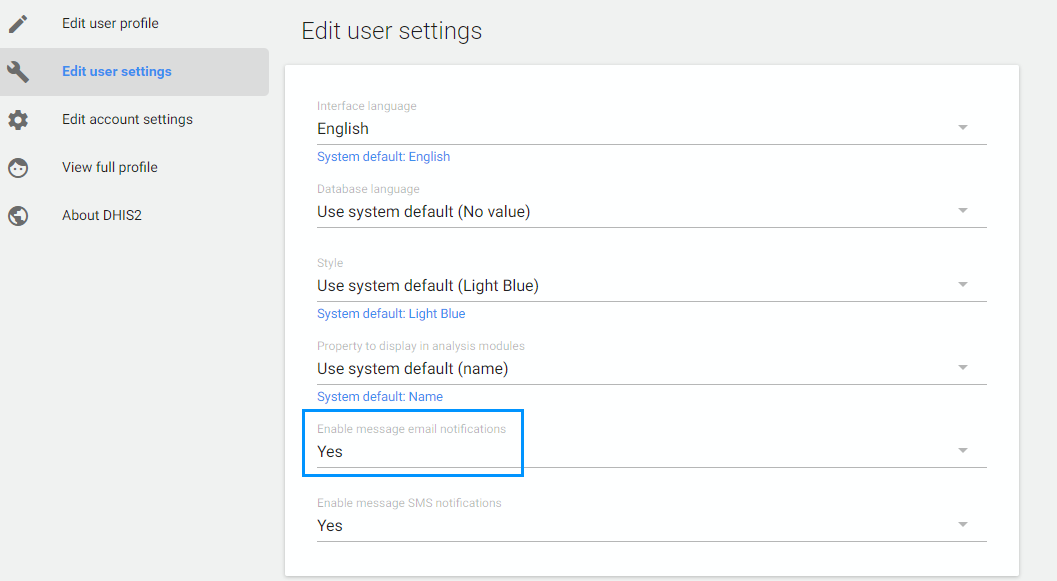 Edit user profile
Edit user settings
Edit account settings
View full profile
About DHIS2
Edit user settings
Interface language
English
System default: English
Database language
Use system default (No value)
Style
Use system default (Light Blue)
System default: Light Blue
Property to display in analysis modules
Use system default (name)
System default: Name
Enable message email notifications
Yes
Enable message SMS notifications
Yes